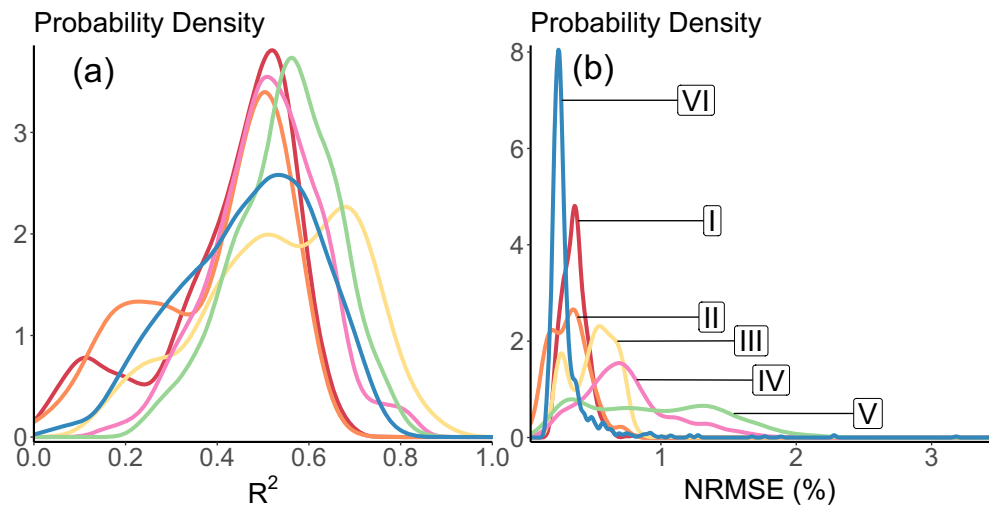 Probability Density
(a)
3
2
1
0
0.0 0.2 0.4 0.6 0.8 1.0
R²
Probability Density
(b)
8
6
4
2
0
VI
I
II
III
IV
V
1 2 3
NRMSE (%)